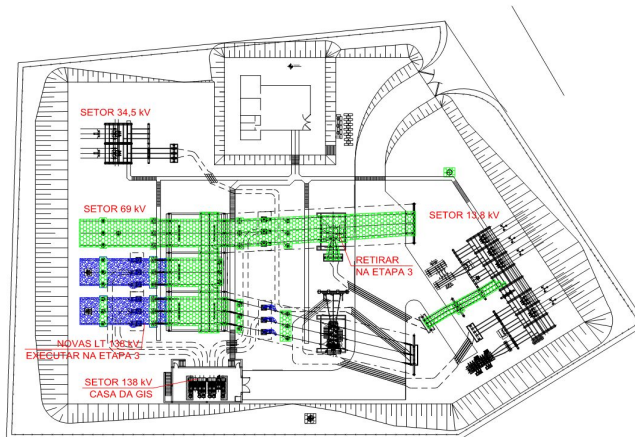 SETOR 34,5 kV
SETOR 69 kV
SETOR 13,8 kV
RETIRAR
NA ETAPA 3
NOVAS LT 138 kV
EXECUTAR NA ETAPA 3
SETOR 138 kV
CASA DA GIS